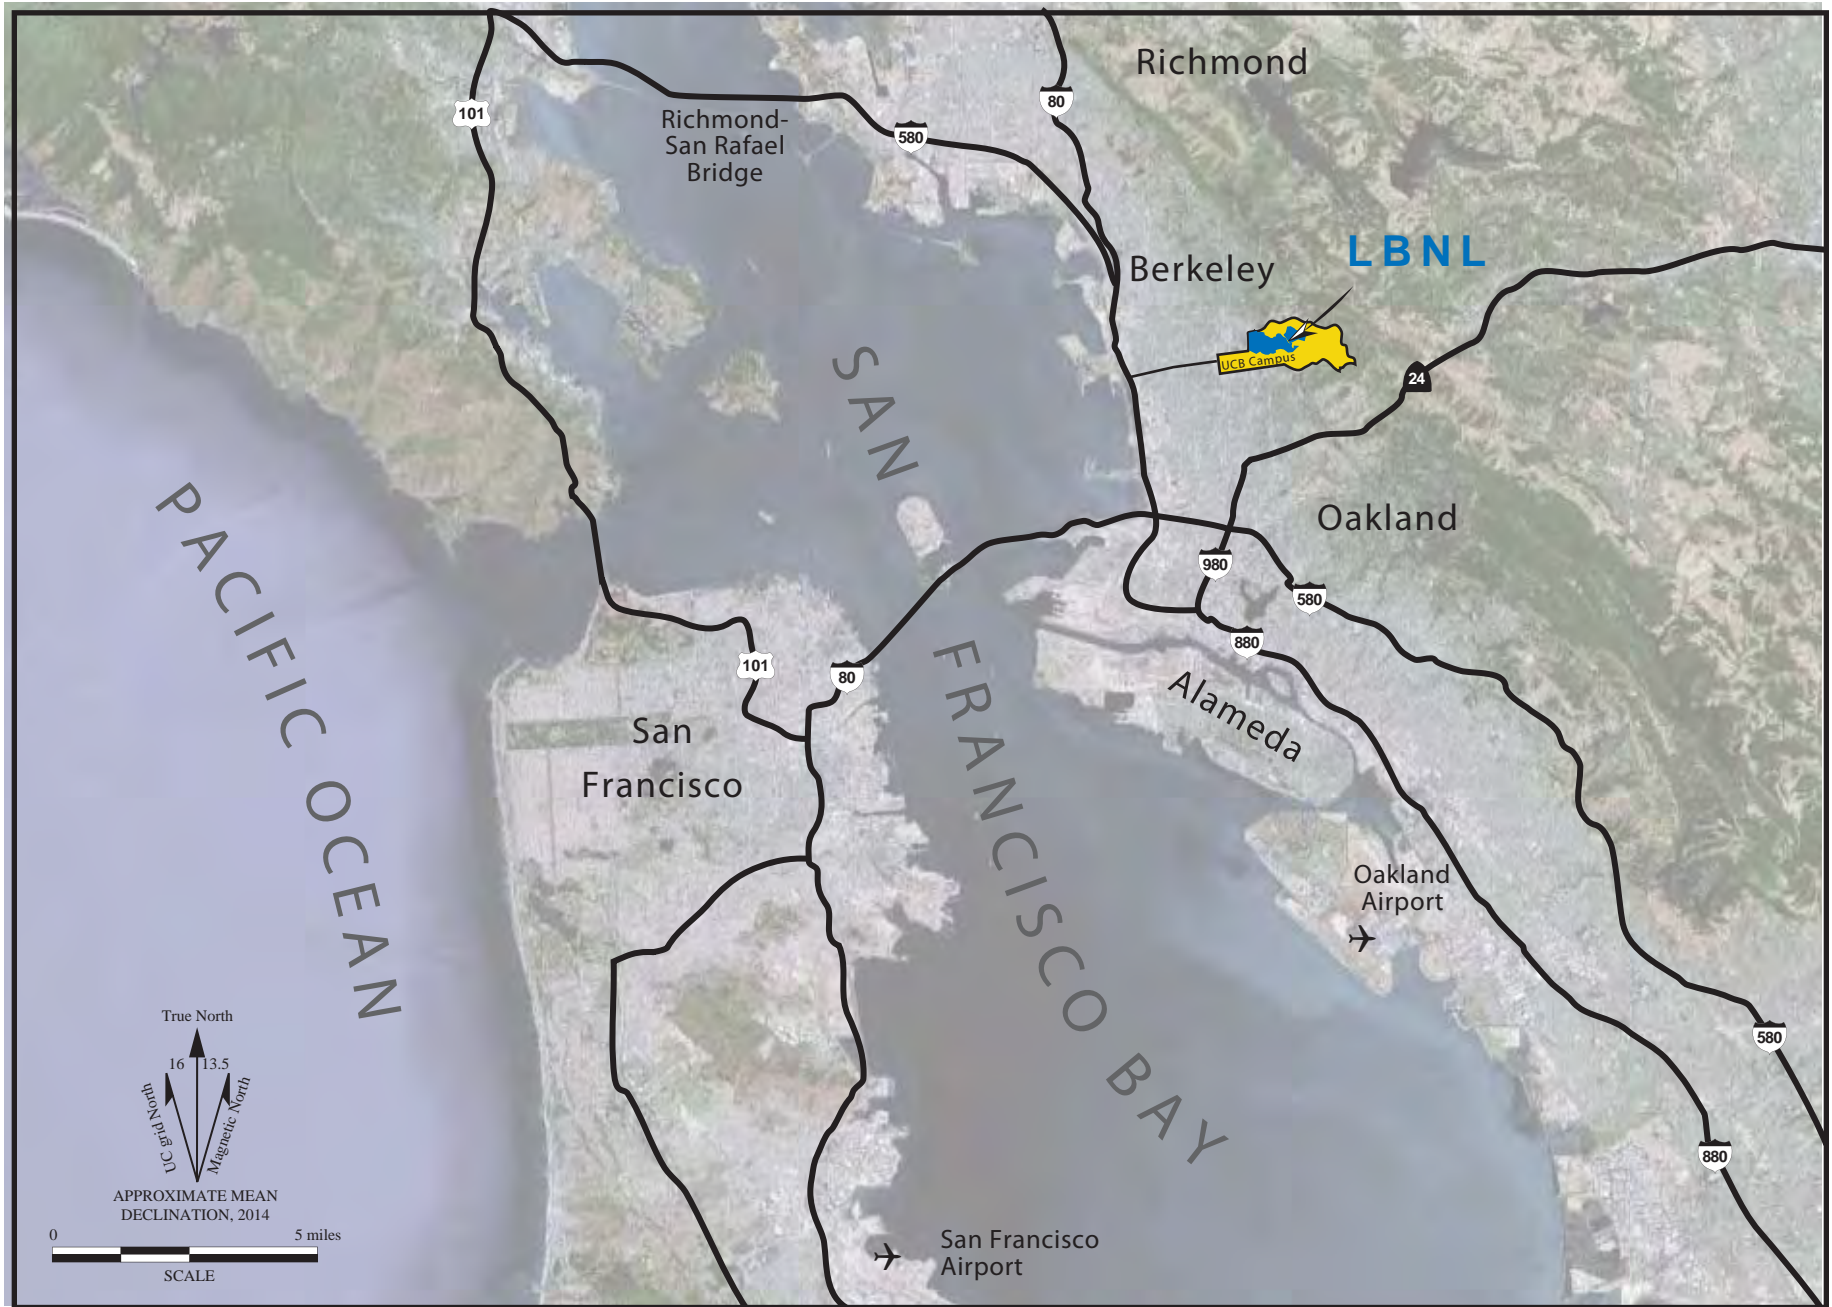 Richmond
101
80
Richmond-
San Rafael
Bridge
580
Berkeley
LBNL
UCB Campus
24
SAN FRANCISCO BAY
PACIFIC OCEAN
Oakland
980
580
880
101
80
Alameda
San
Francisco
Oakland
Airport
580
880
San Francisco
Airport
True North
16
13.5
UC grid North
Magnetic North
APPROXIMATE MEAN
DECLINATION, 2014
0
5 miles
SCALE